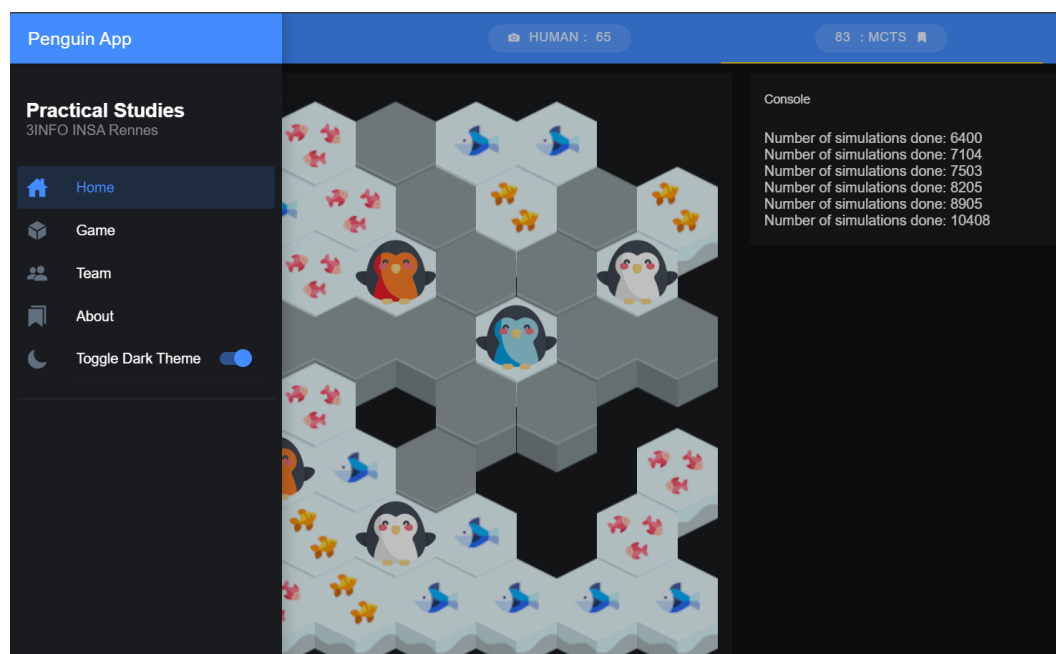 Penguin App
HUMAN : 65
83 : MCTS
Practical Studies
3INFO INSA Rennes
Home
Game
Team
About
Toggle Dark Theme
Console
Number of simulations done: 6400
Number of simulations done: 7104
Number of simulations done: 7503
Number of simulations done: 8205
Number of simulations done: 8905
Number of simulations done: 10408